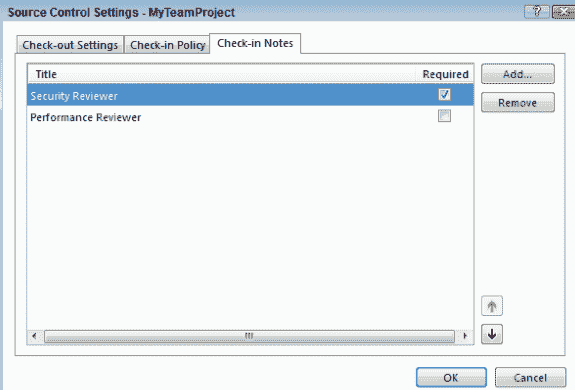 Source Control Settings - MyTeamProject
Check-out Settings Check-in Policy Check-in Notes
Title Required Add...
Security Reviewer Remove
Performance Reviewer
OK Cancel